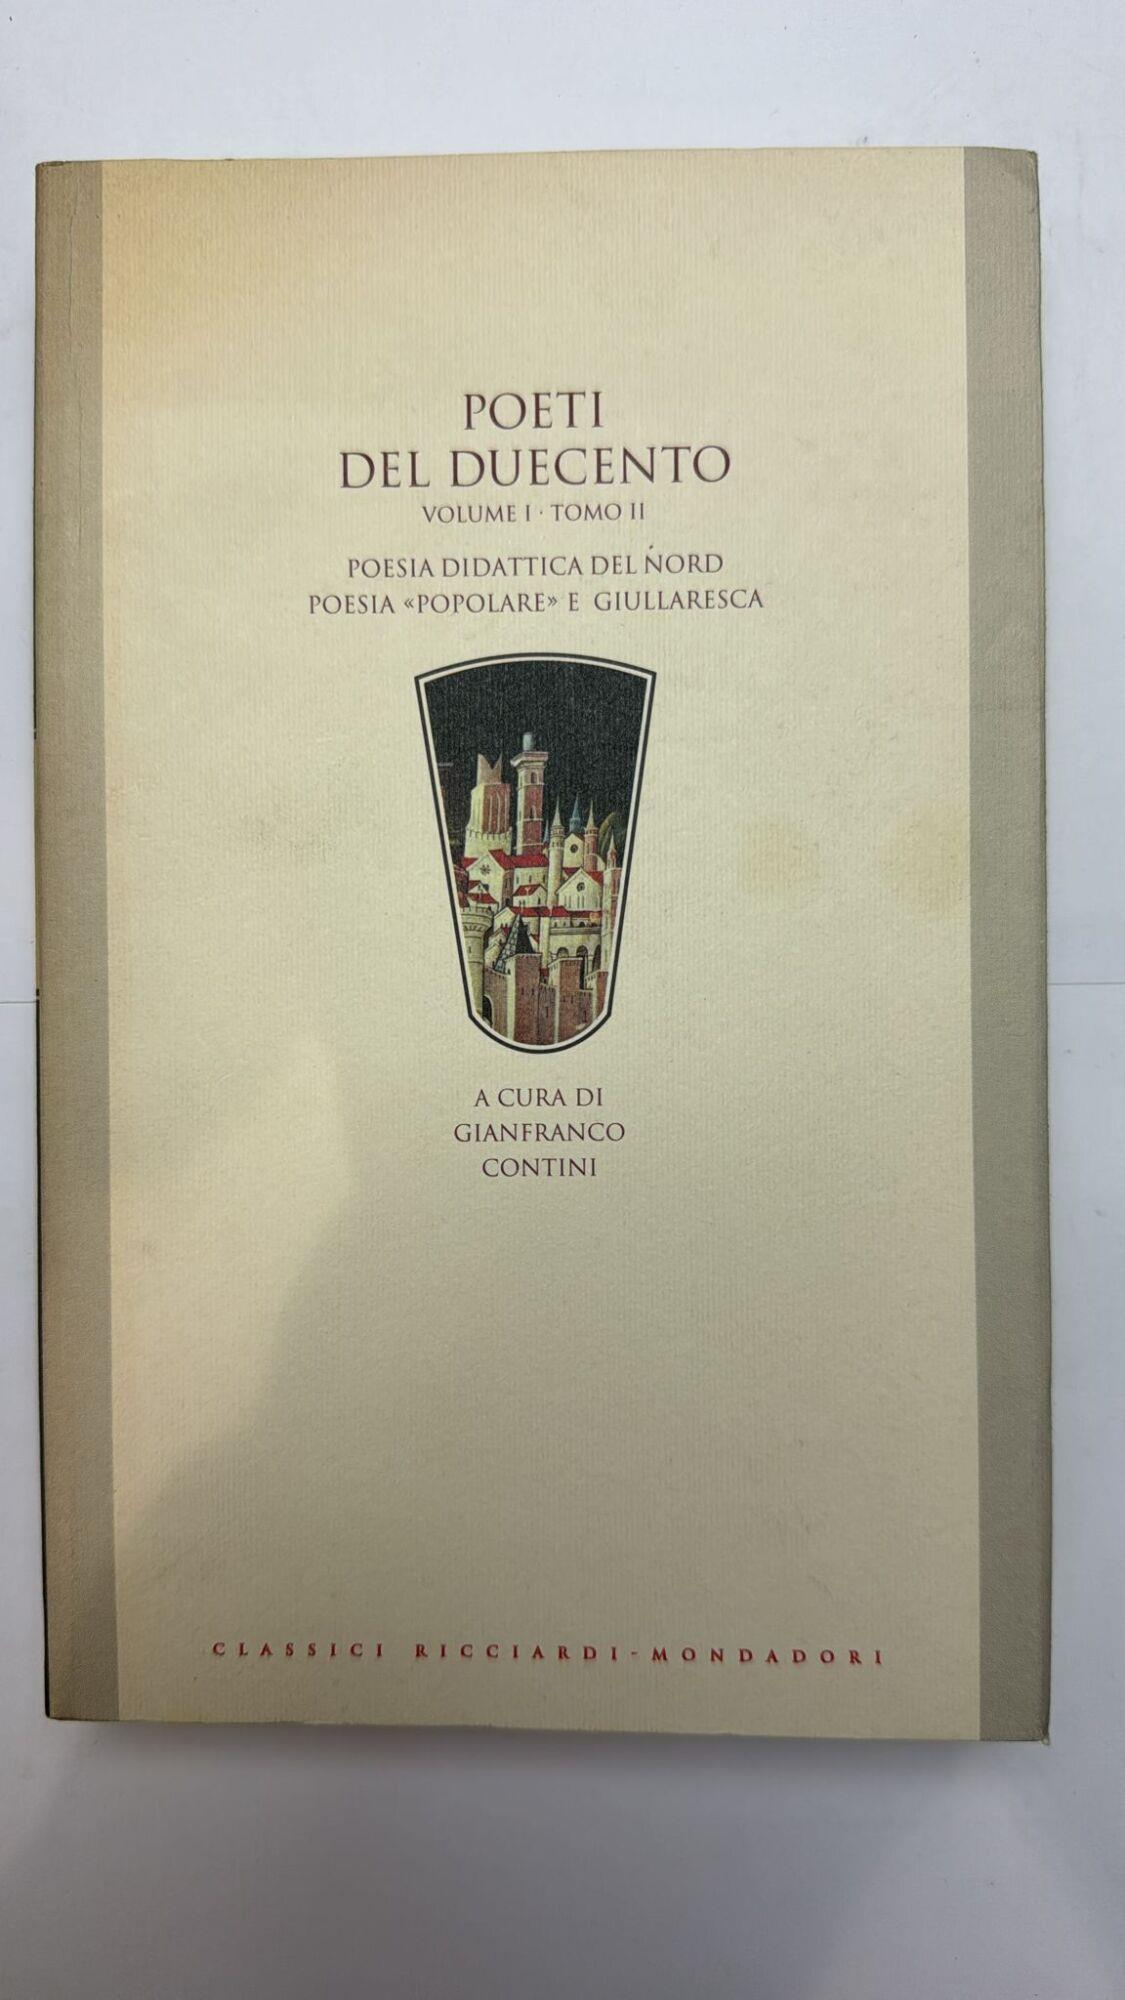 POETI
DEL DUECENTO
VOLUME I · TOMO II
POESIA DIDATTICA DEL NORD
POESIA «POPOLARE» E GIULLARESCA
A CURA DI
GIANFRANCO
CONTINI
CLASSICI RICCIARDI-MONDADORI